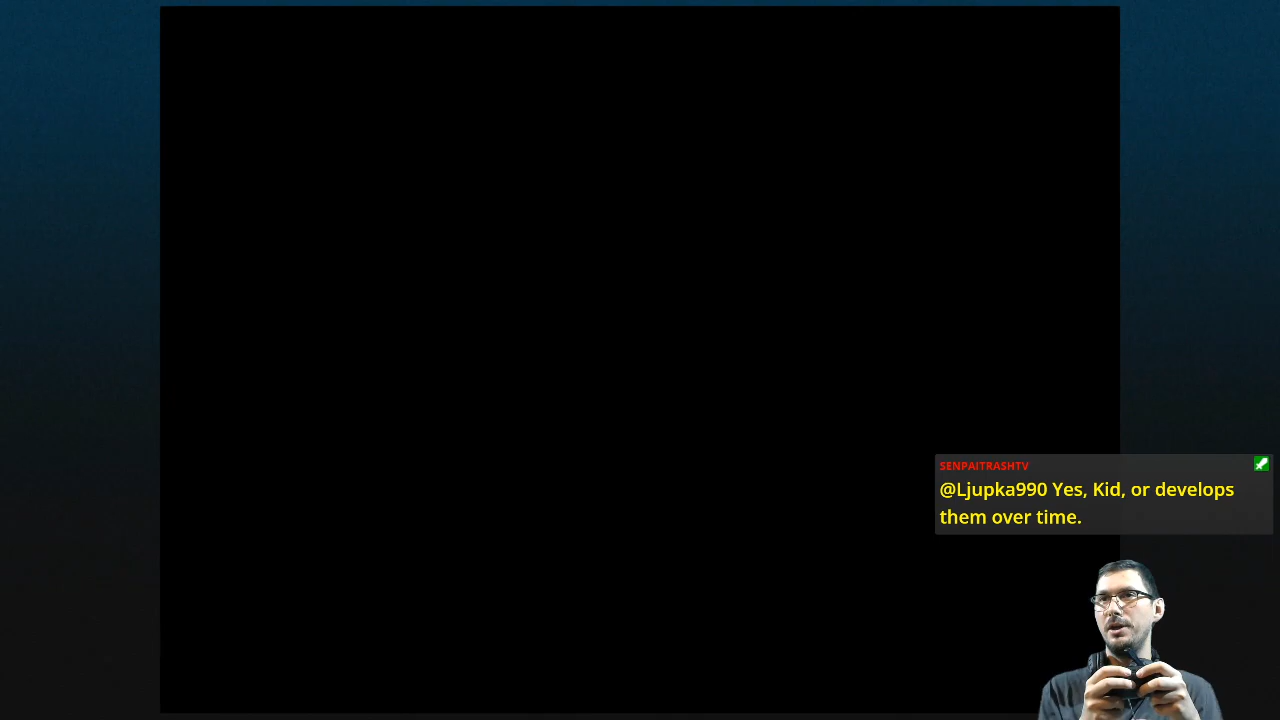 SENPAITRASHTV
@Ljupka990 Yes, Kid, or develops
them over time.